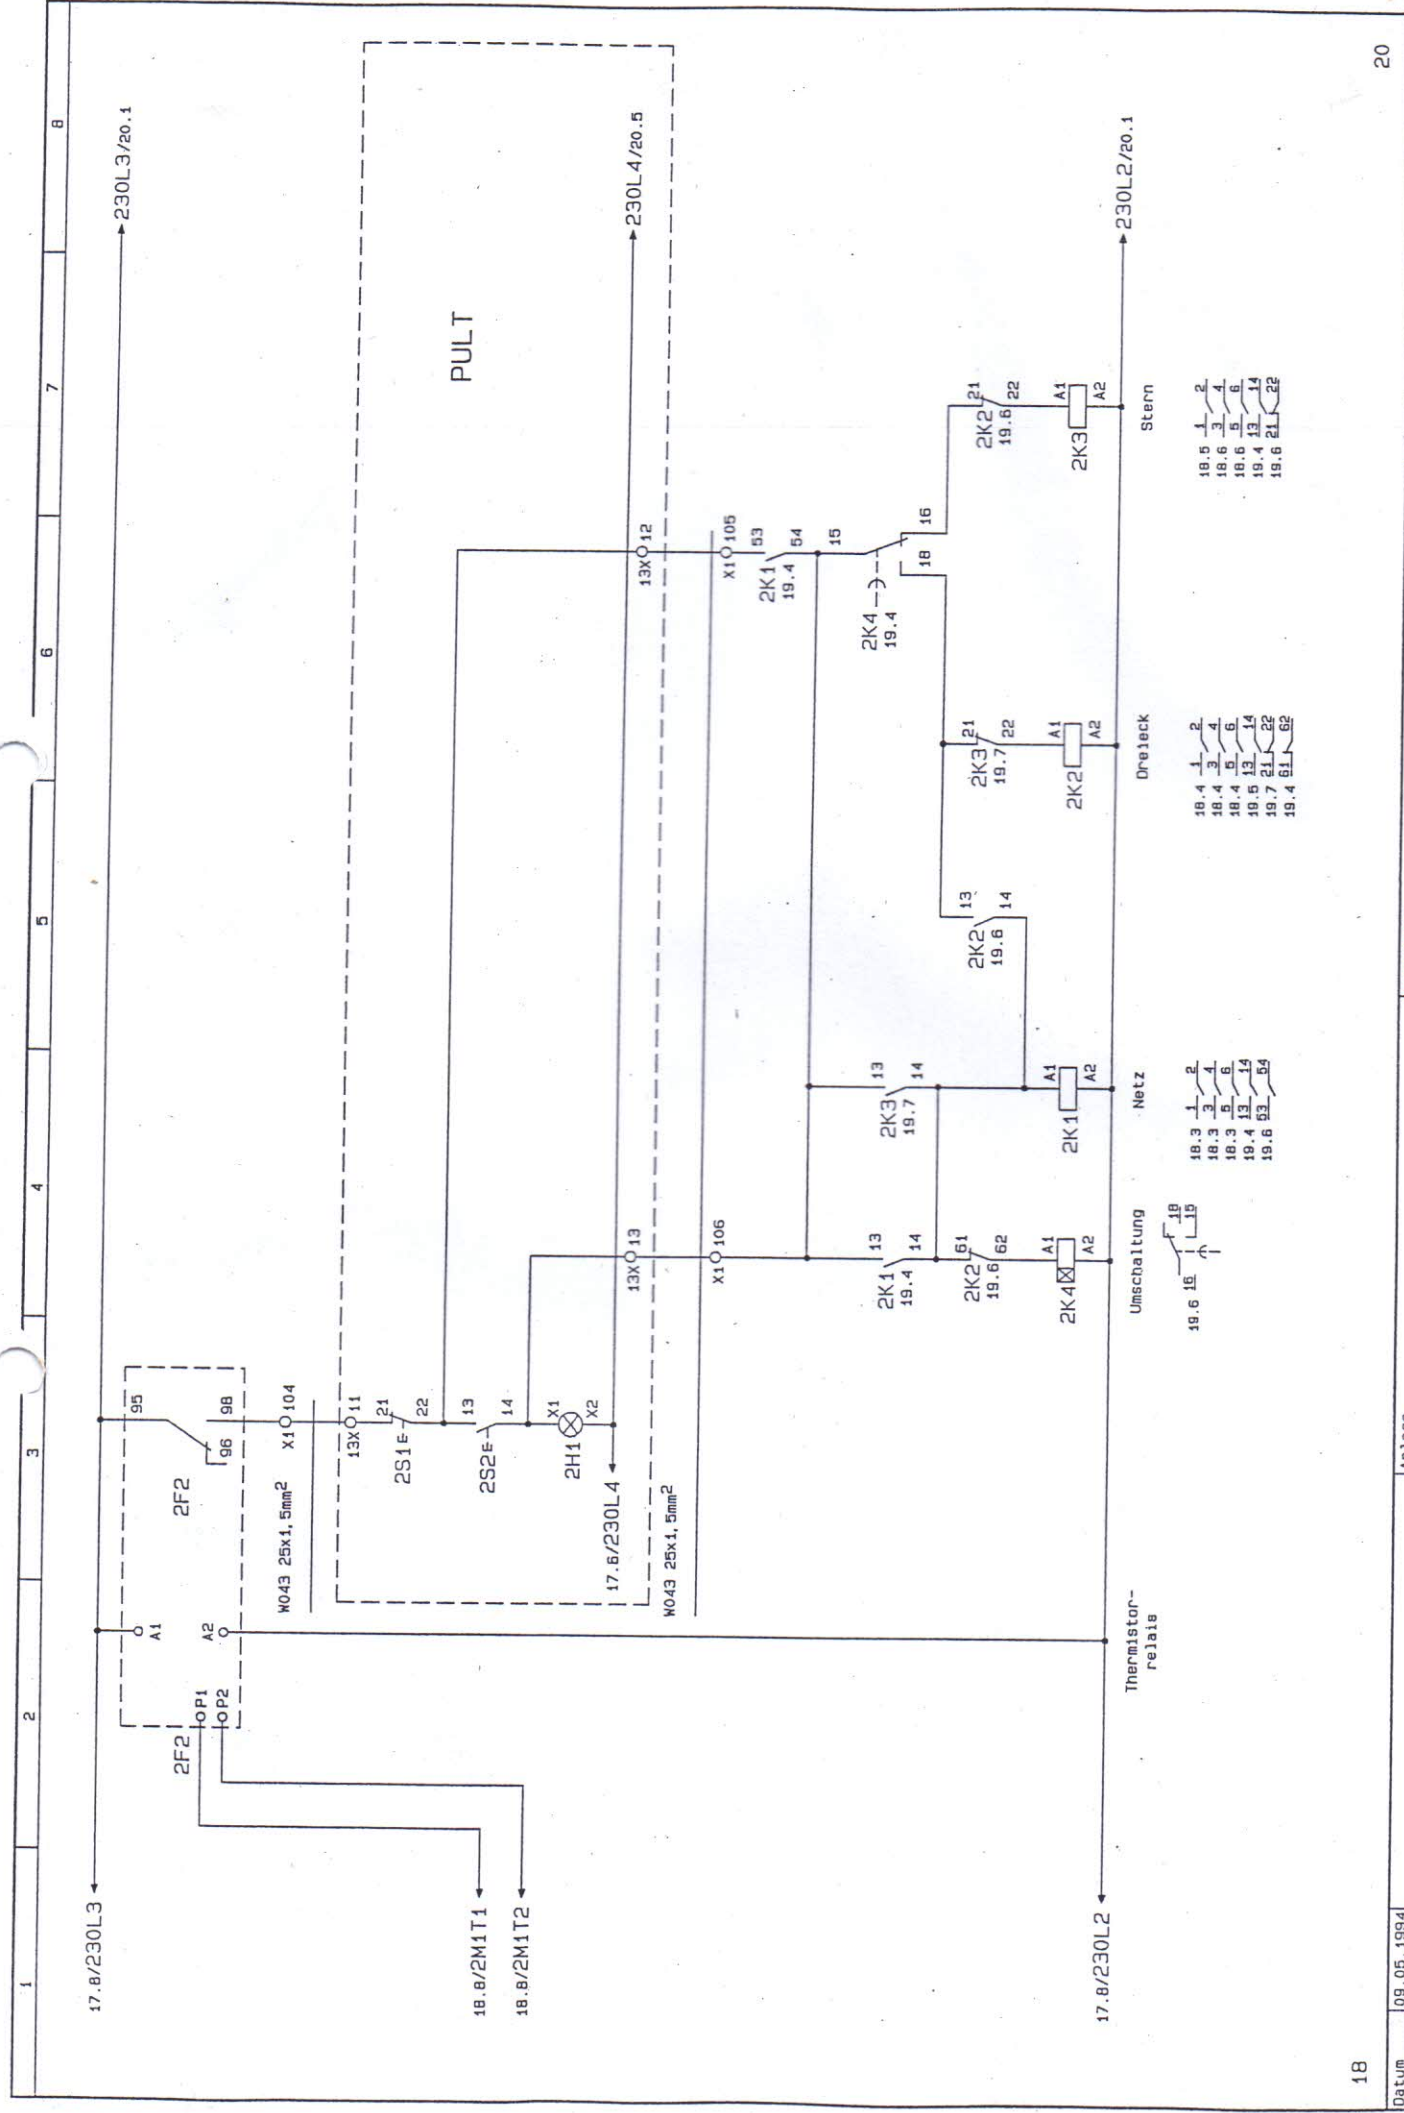 1 2 3 4 5 6 7 8
17.8/230L3
230L3/20.1
2F2
P1
P2
A1
A2
2F2
95
96
98
X1 104
W043 25x1,5mm²
18.8/2M1T1
18.8/2M1T2
PULT
13X 11
21
2S1
22
13
2S2
14
X1
2H1
X2
17.6/230L4
230L4/20.5
13X 13
13X 12
W043 25x1,5mm²
X1 106
X1 105
53
2K1
19.4
54
15
2K4
19.4
18
16
13
2K1
19.4
14
13
2K3
19.7
14
61
2K2
19.6
62
13
2K2
19.6
14
21
2K3
19.7
22
21
2K2
19.6
22
A1
2K4
A2
A1
2K1
A2
A1
2K2
A2
A1
2K3
A2
17.8/230L2
230L2/20.1
Thermistor-
relais
Umschaltung
Netz
Dreieck
Stern
19.6 16
18
15
18.3 1 2
18.3 3 4
18.3 5 6
19.4 13 14
19.6 53 54
18.4 1 2
18.4 3 4
18.4 5 6
19.5 13 14
19.7 21 22
19.4 61 62
18.5 1 2
18.6 3 4
18.6 5 6
19.4 13 14
19.6 21 22
18
20
Datum 09.05.1994